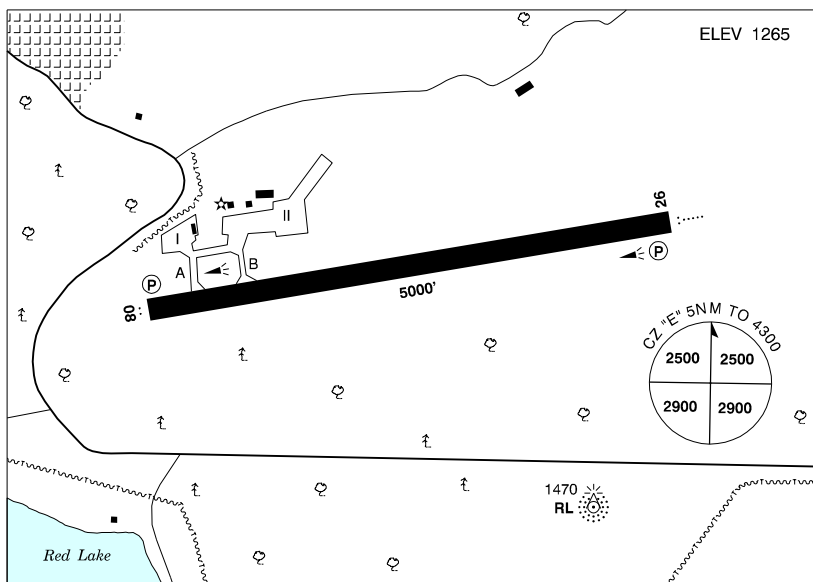 ELEV 1265
26
I
II
A
B
P
P
08
5000'
CZ "E" 5NM TO 4300
2500 2500
2900 2900
1470
RL
Red Lake